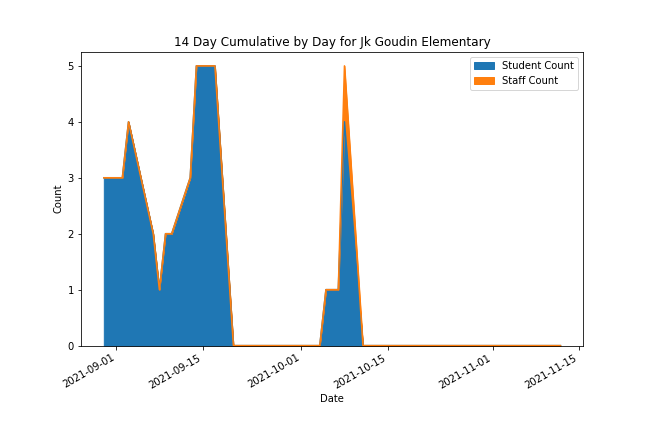 14 Day Cumulative by Day for Jk Goudin Elementary
Student Count
Staff Count
5
4
3
2
1
0
Count
2021-09-01
2021-09-15
2021-10-01
2021-10-15
2021-11-01
2021-11-15
Date